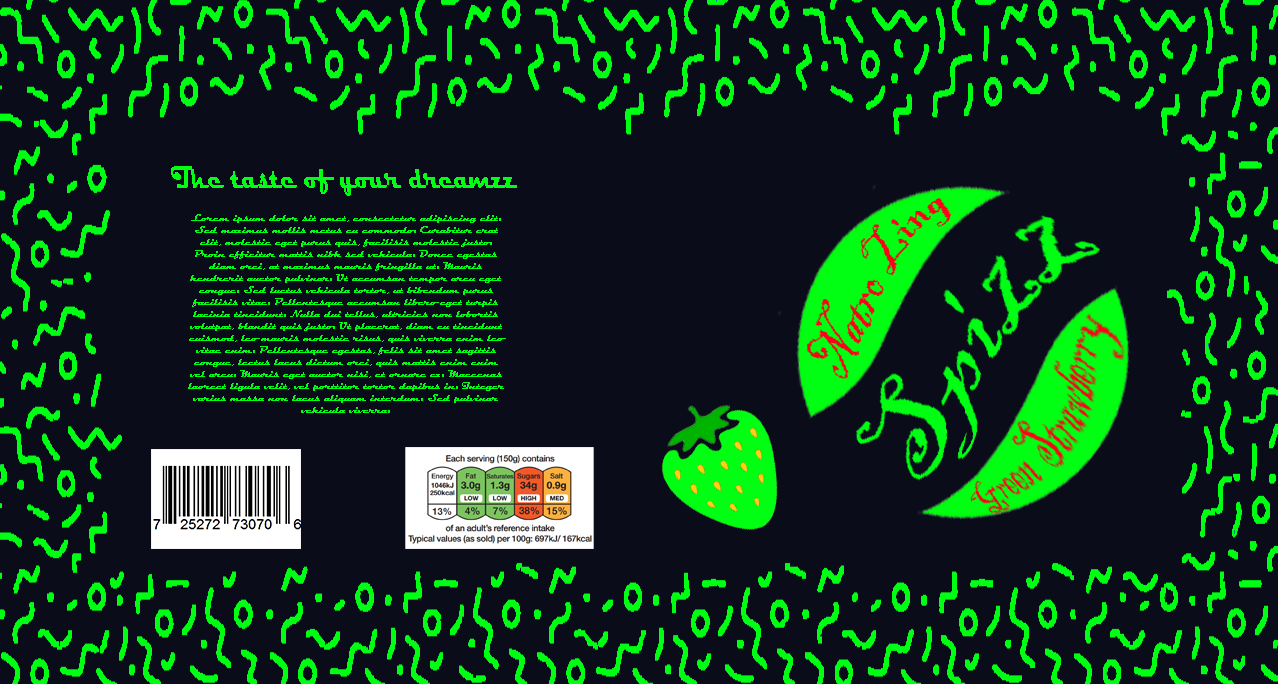 The taste of your dreamzz
Lorem ipsum dolor sit amet, consectetur adipiscing elit.
Sed maximus mollis metus eu commodo. Curabitur erat
elit, molestie eget purus quis, facilisis molestie justo.
Proin efficitur mattis nibh sed vehicula. Donec egestas
diam orci, at maximus mauris fringilla ut. Mauris
hendrerit auctor pulvinar. Ut accumsan tempor arcu eget
congue. Sed luctus vehicula tortor, ut bibendum purus
facilisis vitae. Pellentesque accumsan libero eget turpis
lacinia tincidunt. Nulla dui tellus, ultricies non lobortis
volutpat, blandit quis justo. Ut placerat, diam eu tincidunt
euismod, leo mauris molestie risus, quis viverra enim leo
vitae enim. Pellentesque egestas, felis sit amet sagittis
congue, lectus lacus dictum orci, quis mattis enim enim
vel arcu. Mauris eget auctor nisi, et ornare ex. Maecenas
laoreet ligula velit, vel porttitor tortor dapibus in. Integer
varius massa non lacus aliquam interdum. Sed pulvinar
vehicula viverra.
7 25272 73070 6
Each serving (150g) contains
Energy Fat Saturates Sugars Salt
1046kJ 3.0g 1.3g 34g 0.9g
250kcal
LOW LOW HIGH MED
13% 4% 7% 38% 15%
of an adult's reference intake
Typical values (as sold) per 100g: 697kJ/ 167kcal
Natro Zing
Spizz
Green Strawberry